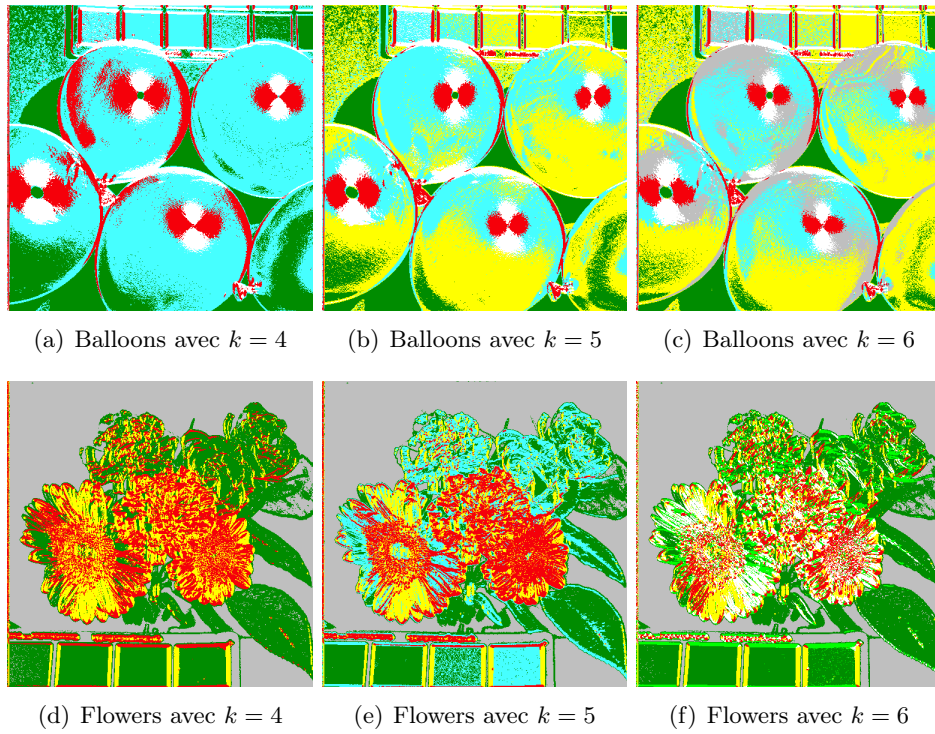 (a) Balloons avec k = 4
(b) Balloons avec k = 5
(c) Balloons avec k = 6
(d) Flowers avec k = 4
(e) Flowers avec k = 5
(f) Flowers avec k = 6